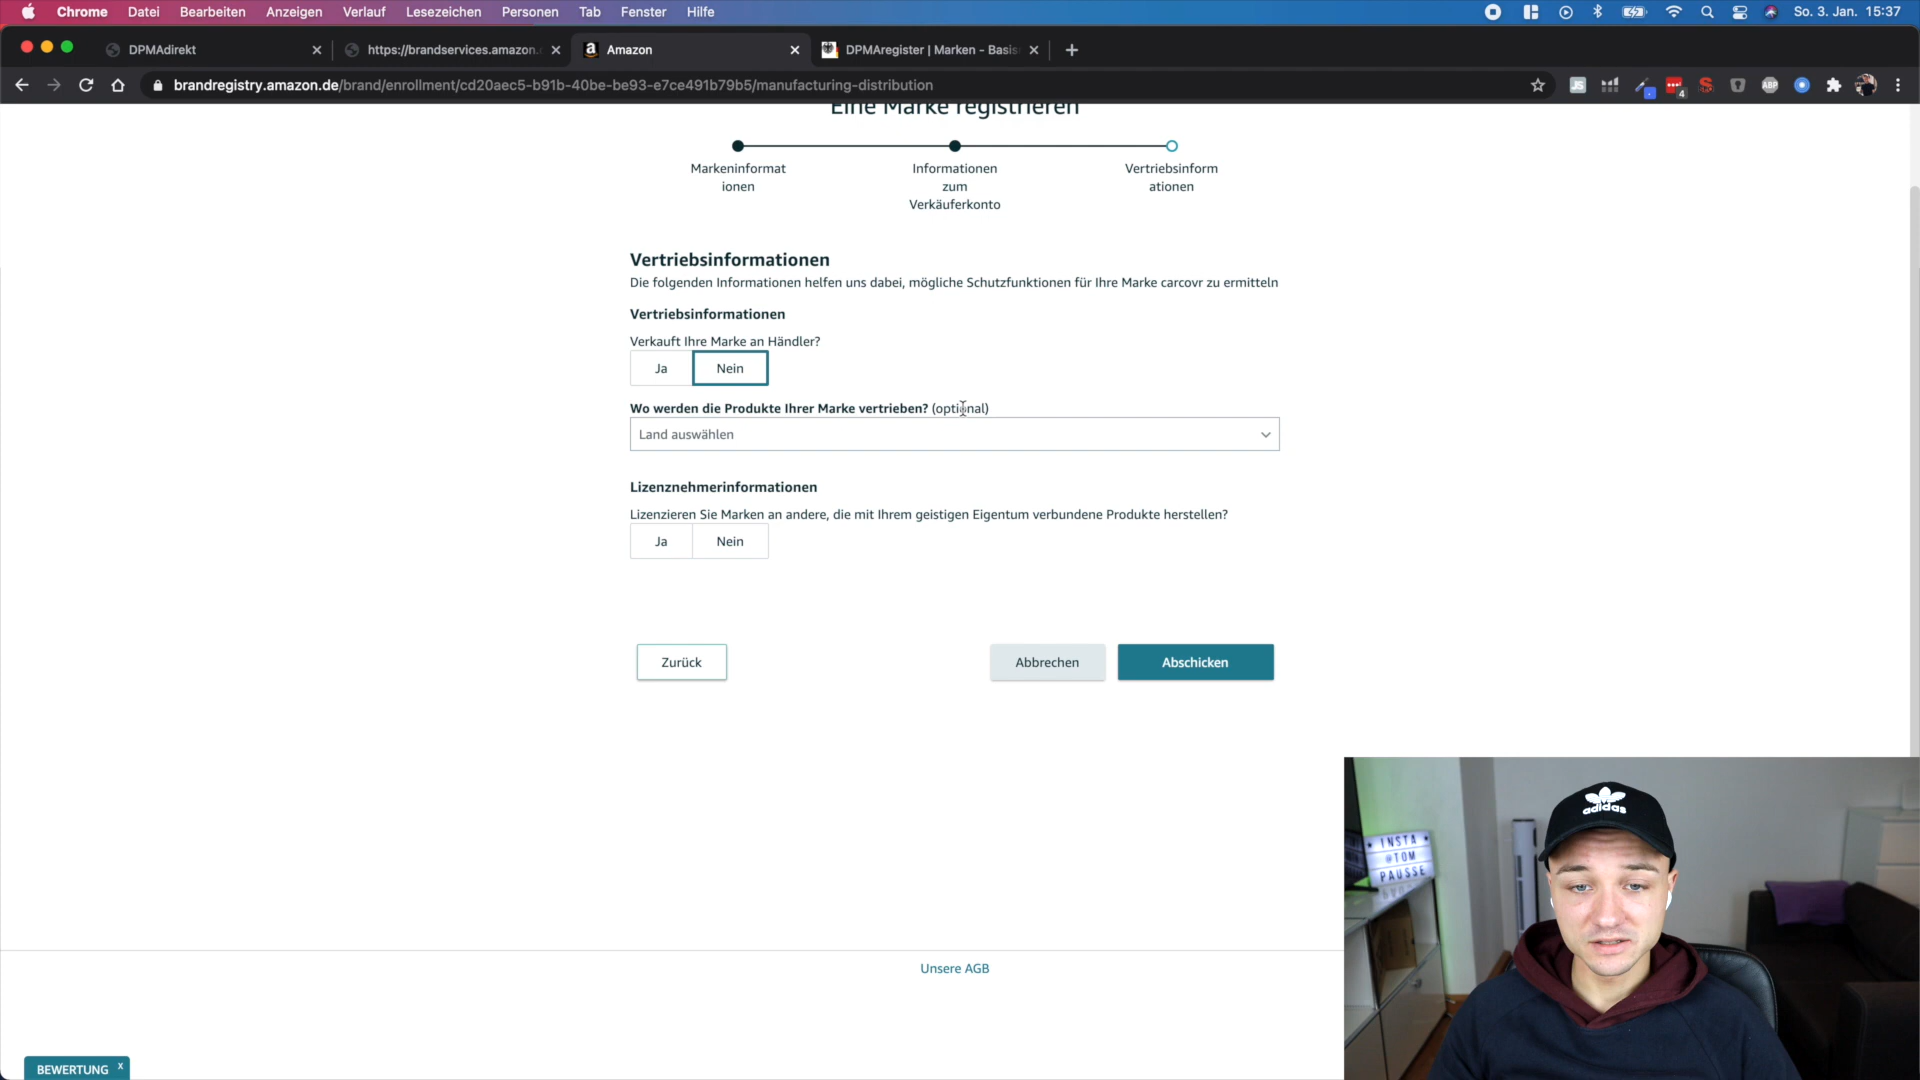 Chrome Datei Bearbeiten Anzeigen Verlauf Lesezeichen Personen Tab Fenster Hilfe So. 3. Jan. 15:37
DPMAdirekt https://brandservices.amazon. Amazon DPMAregister | Marken - Basis
brandregistry.amazon.de/brand/enrollment/cd20aec5-b91b-40be-be93-e7ce491b79b5/manufacturing-distribution
Eine Marke registrieren
Markeninformat
ionen
Informationen
zum
Verkäuferkonto
Vertriebsinform
ationen
Vertriebsinformationen
Die folgenden Informationen helfen uns dabei, mögliche Schutzfunktionen für Ihre Marke carcovr zu ermitteln
Vertriebsinformationen
Verkauft Ihre Marke an Händler?
Ja Nein
Wo werden die Produkte Ihrer Marke vertrieben? (optional)
Land auswählen
Lizenznehmerinformationen
Lizenzieren Sie Marken an andere, die mit Ihrem geistigen Eigentum verbundene Produkte herstellen?
Ja Nein
Zurück Abbrechen Abschicken
Unsere AGB
BEWERTUNG x
adidas
INSTA
@TOM
PAUSSE